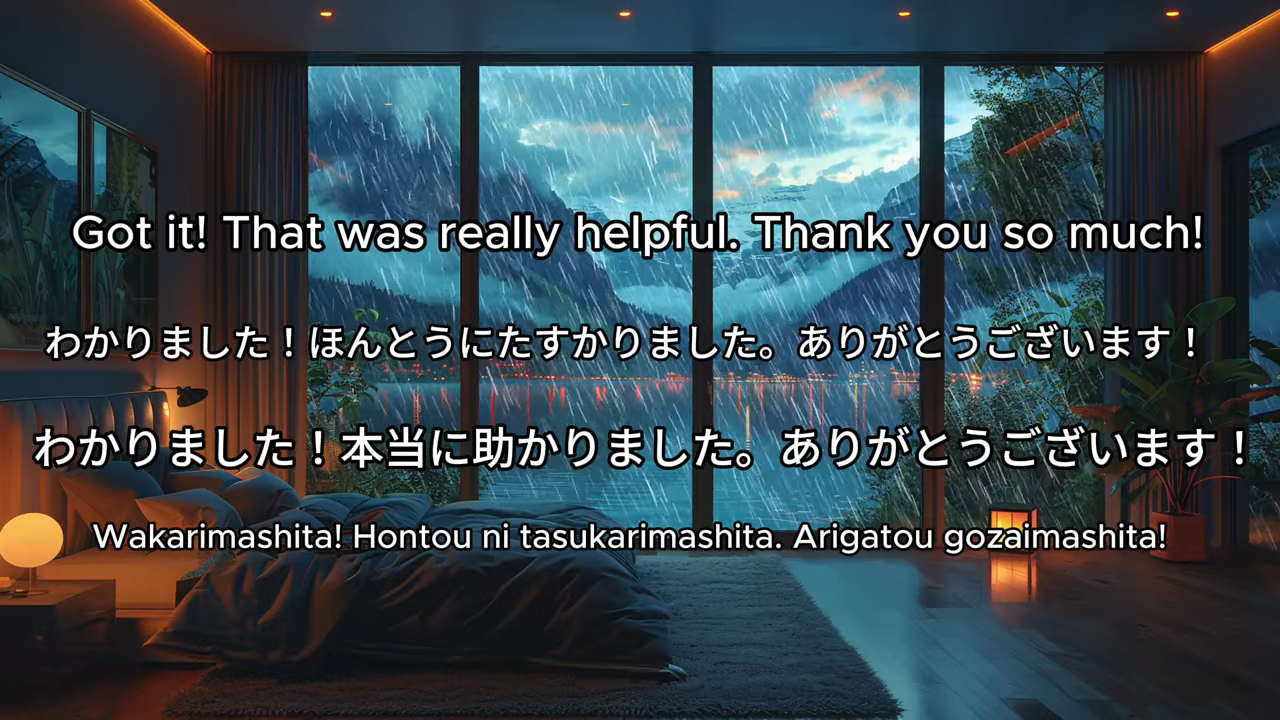 Got it! That was really helpful. Thank you so much!
わかりました！ほんとうにたすかりました。ありがとうございます！
わかりました！本当に助かりました。ありがとうございます！
Wakarimashita! Hontou ni tasukarimashita. Arigatou gozaimashita!